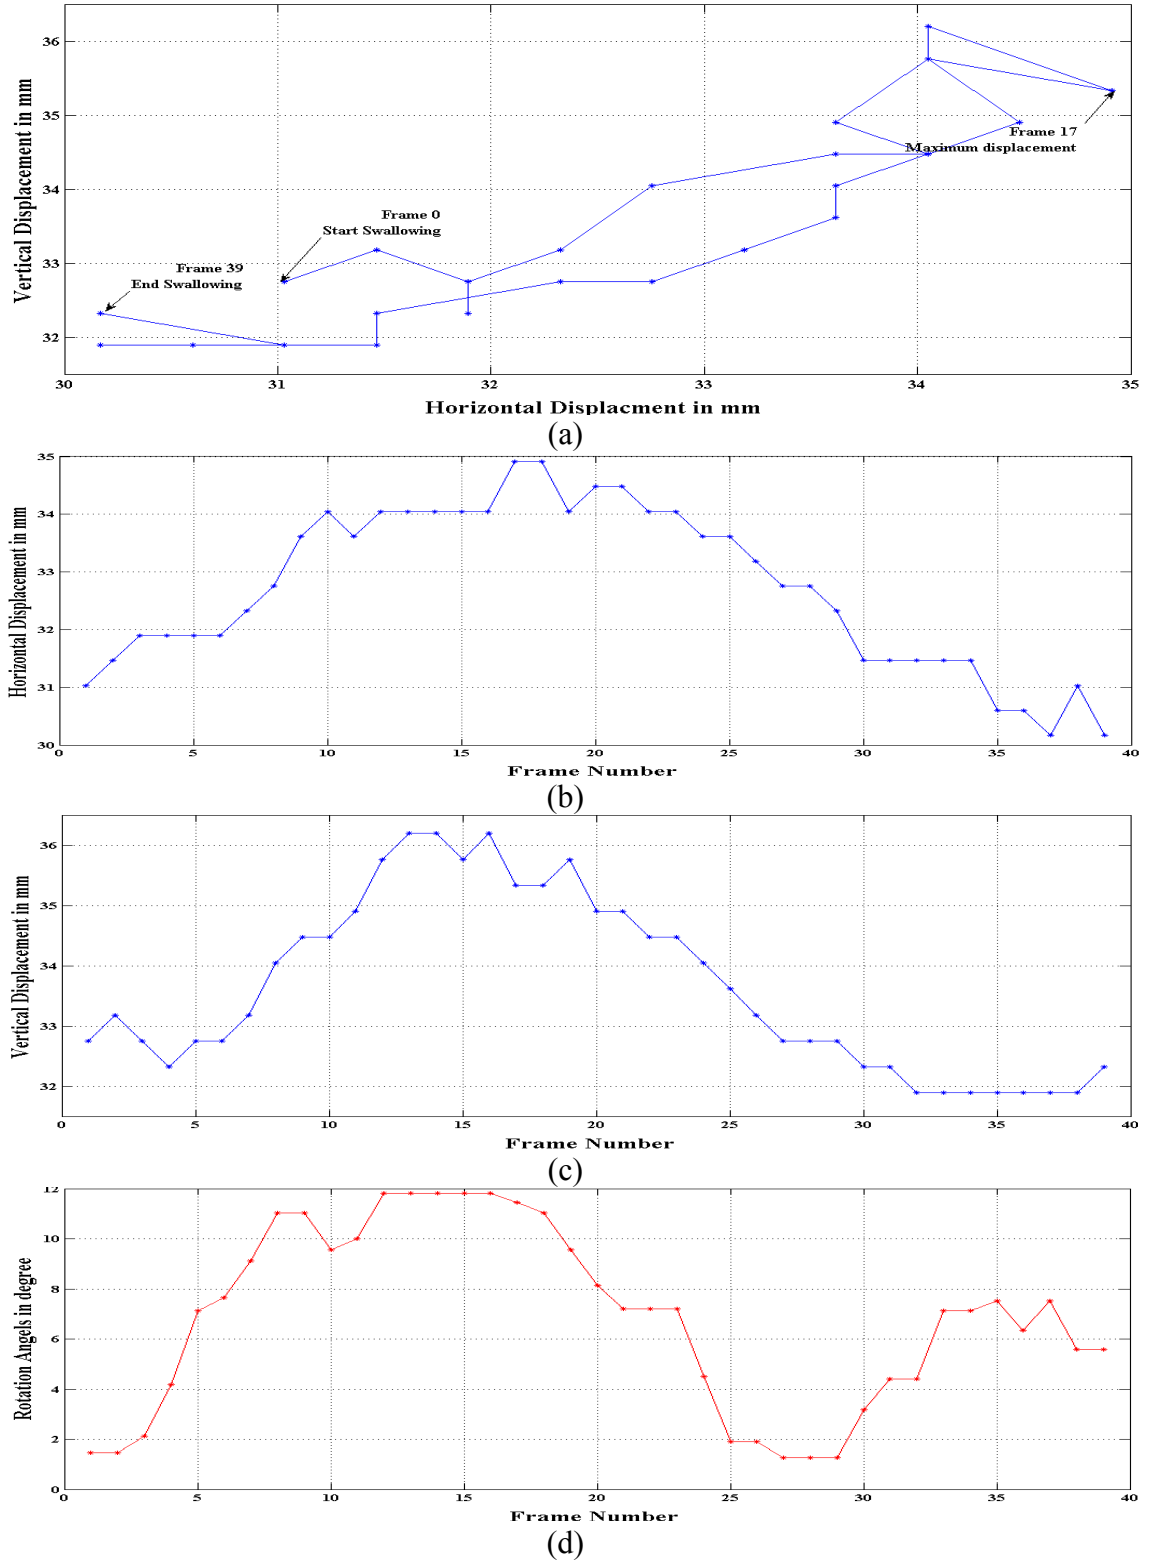 36
35
34
33
32
Vertical Displacement in mm
Frame 17
Maximum displacement
Frame 0
Start Swallowing
Frame 39
End Swallowing
30 31 32 33 34 35
Horizontal Displacment in mm
(a)
35
34
33
32
31
30
Horizontal Displacement in mm
0 5 10 15 20 25 30 35 40
Frame Number
(b)
36
35
34
33
32
Vertical Displacement in mm
0 5 10 15 20 25 30 35 40
Frame Number
(c)
12
10
8
6
4
2
0
Rotation Angels in degree
0 5 10 15 20 25 30 35 40
Frame Number
(d)